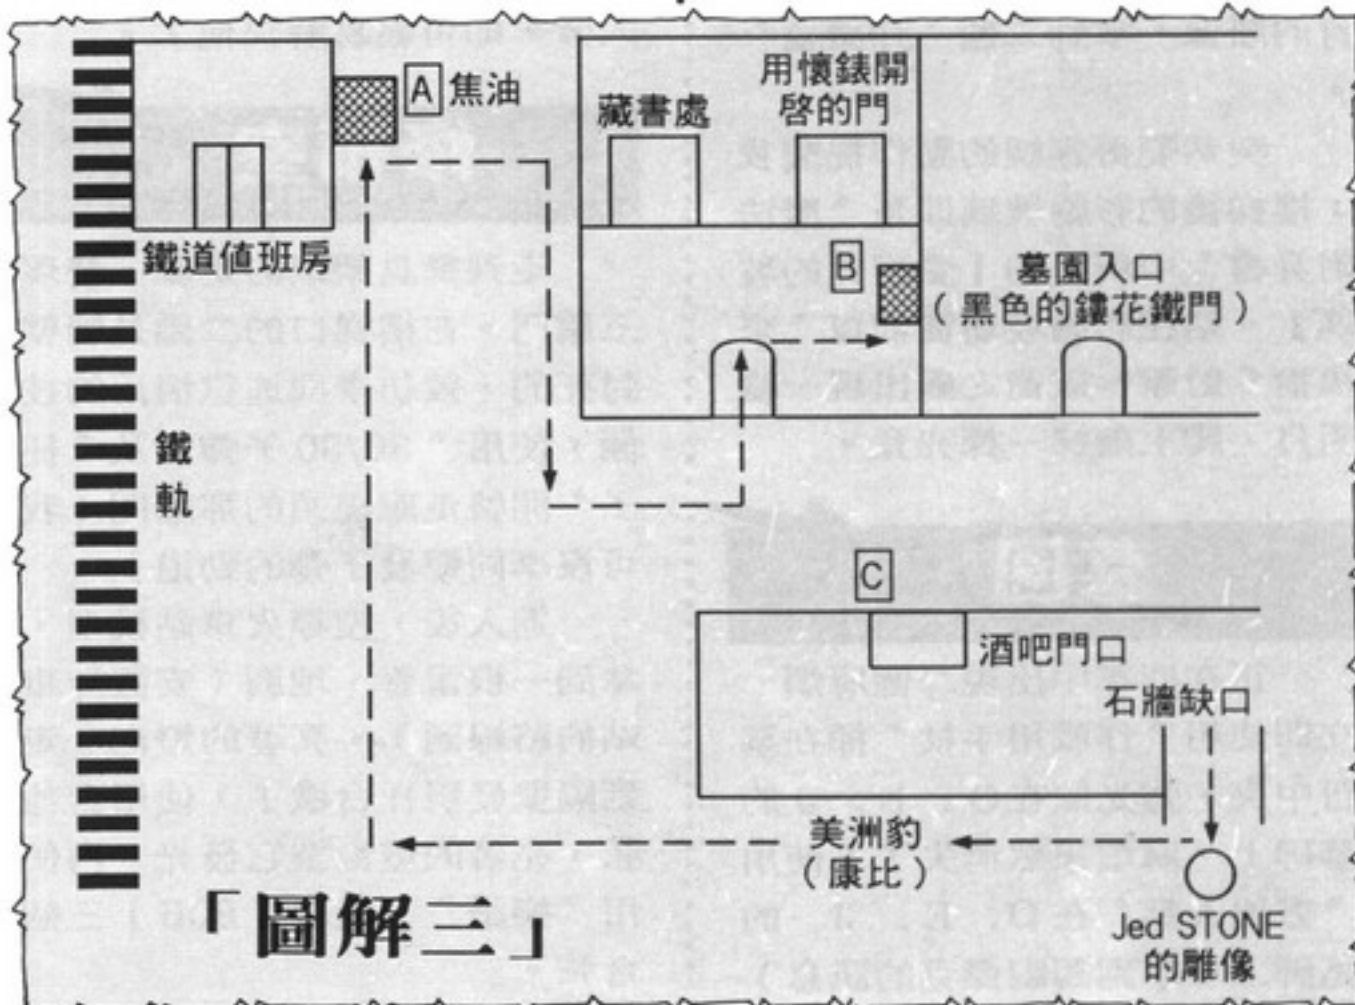 A 焦油
藏書處
用懷錶開
啓的門
鐵道値班房
B
墓園入口
(黑色的鏤花鐵門)
鐵
軌
C
酒吧門口
石牆缺口
美洲豹
(康比)
Jed STONE
的雕像
「圖解三」